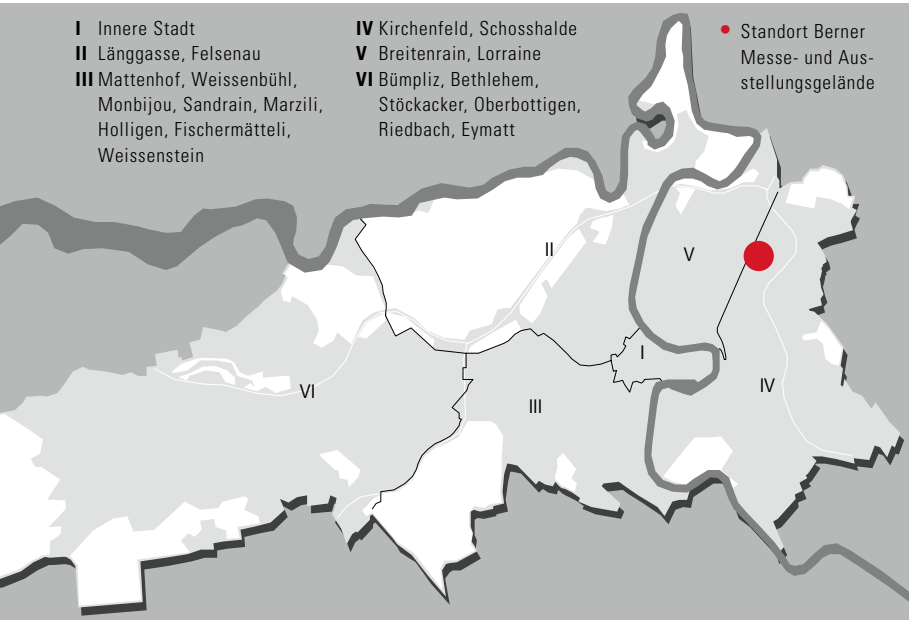 I Innere Stadt
II Länggasse, Felsenau
III Mattenhof, Weissenbühl,
Monbijou, Sandrain, Marzili,
Holligen, Fischermätteli,
Weissenstein
IV Kirchenfeld, Schosshalde
V Breitenrain, Lorraine
VI Bümpliz, Bethlehem,
Stöckacker, Oberbottigen,
Riedbach, Eymatt
Standort Berner
Messe- und Aus-
stellungsgelände
II
V
I
VI
III
IV